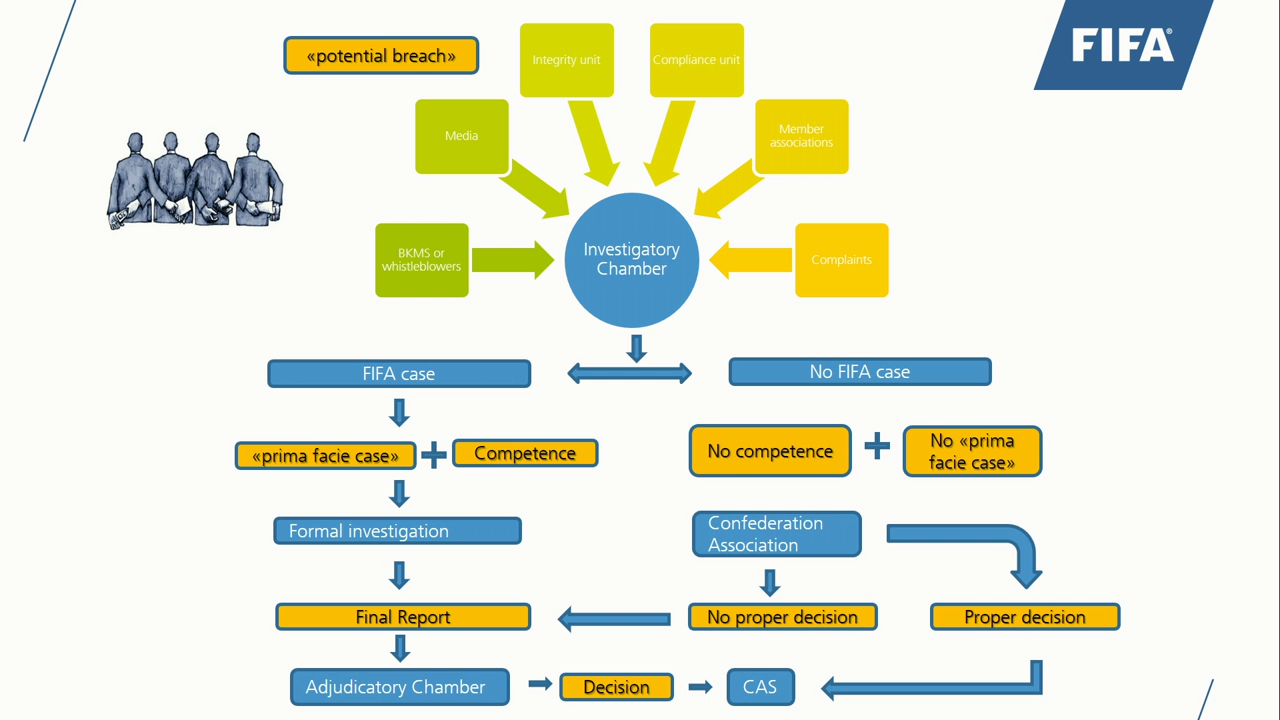 «potential breach»
Integrity unit
Compliance unit
FIFA®
Media
Member
associations
BKMS or
whistleblowers
Investigatory
Chamber
Complaints
FIFA case
No FIFA case
«prima facie case»
Competence
No competence
No «prima
facie case»
Formal investigation
Confederation
Association
Final Report
No proper decision
Proper decision
Adjudicatory Chamber
Decision
CAS